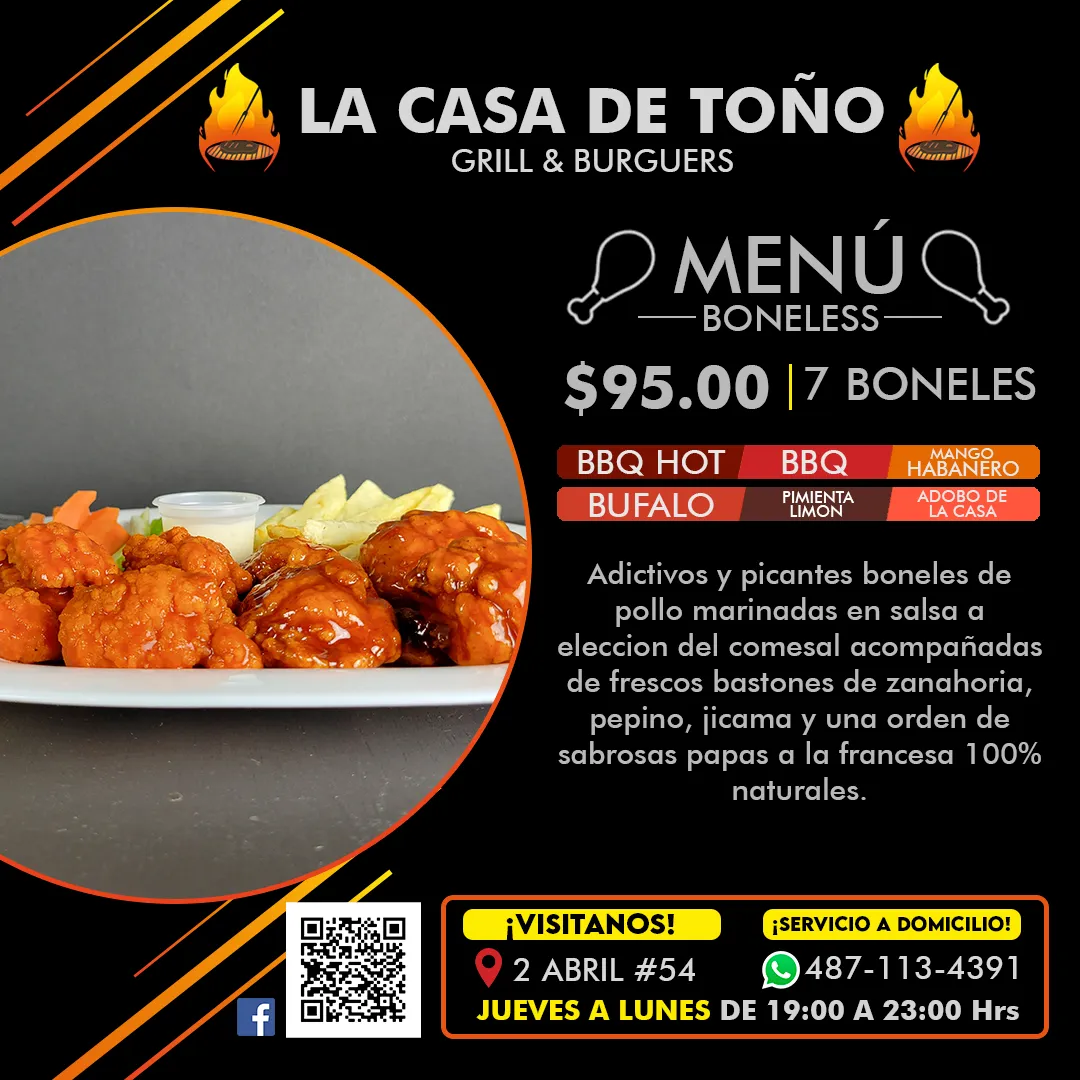 LA CASA DE TOÑO
GRILL & BURGUERS
MENÚ
BONELESS
$95.00 | 7 BONELES
BBQ HOT
BBQ
MANGO
HABANERO
BUFALO
PIMIENTA
LIMON
ADOBO DE
LA CASA
Adictivos y picantes boneles de
pollo marinadas en salsa a
eleccion del comesal acompañadas
de frescos bastones de zanahoria,
pepino, jicama y una orden de
sabrosas papas a la francesa 100%
naturales.
¡VISITANOS!
2 ABRIL #54
¡SERVICIO A DOMICILIO!
487-113-4391
JUEVES A LUNES DE 19:00 A 23:00 Hrs